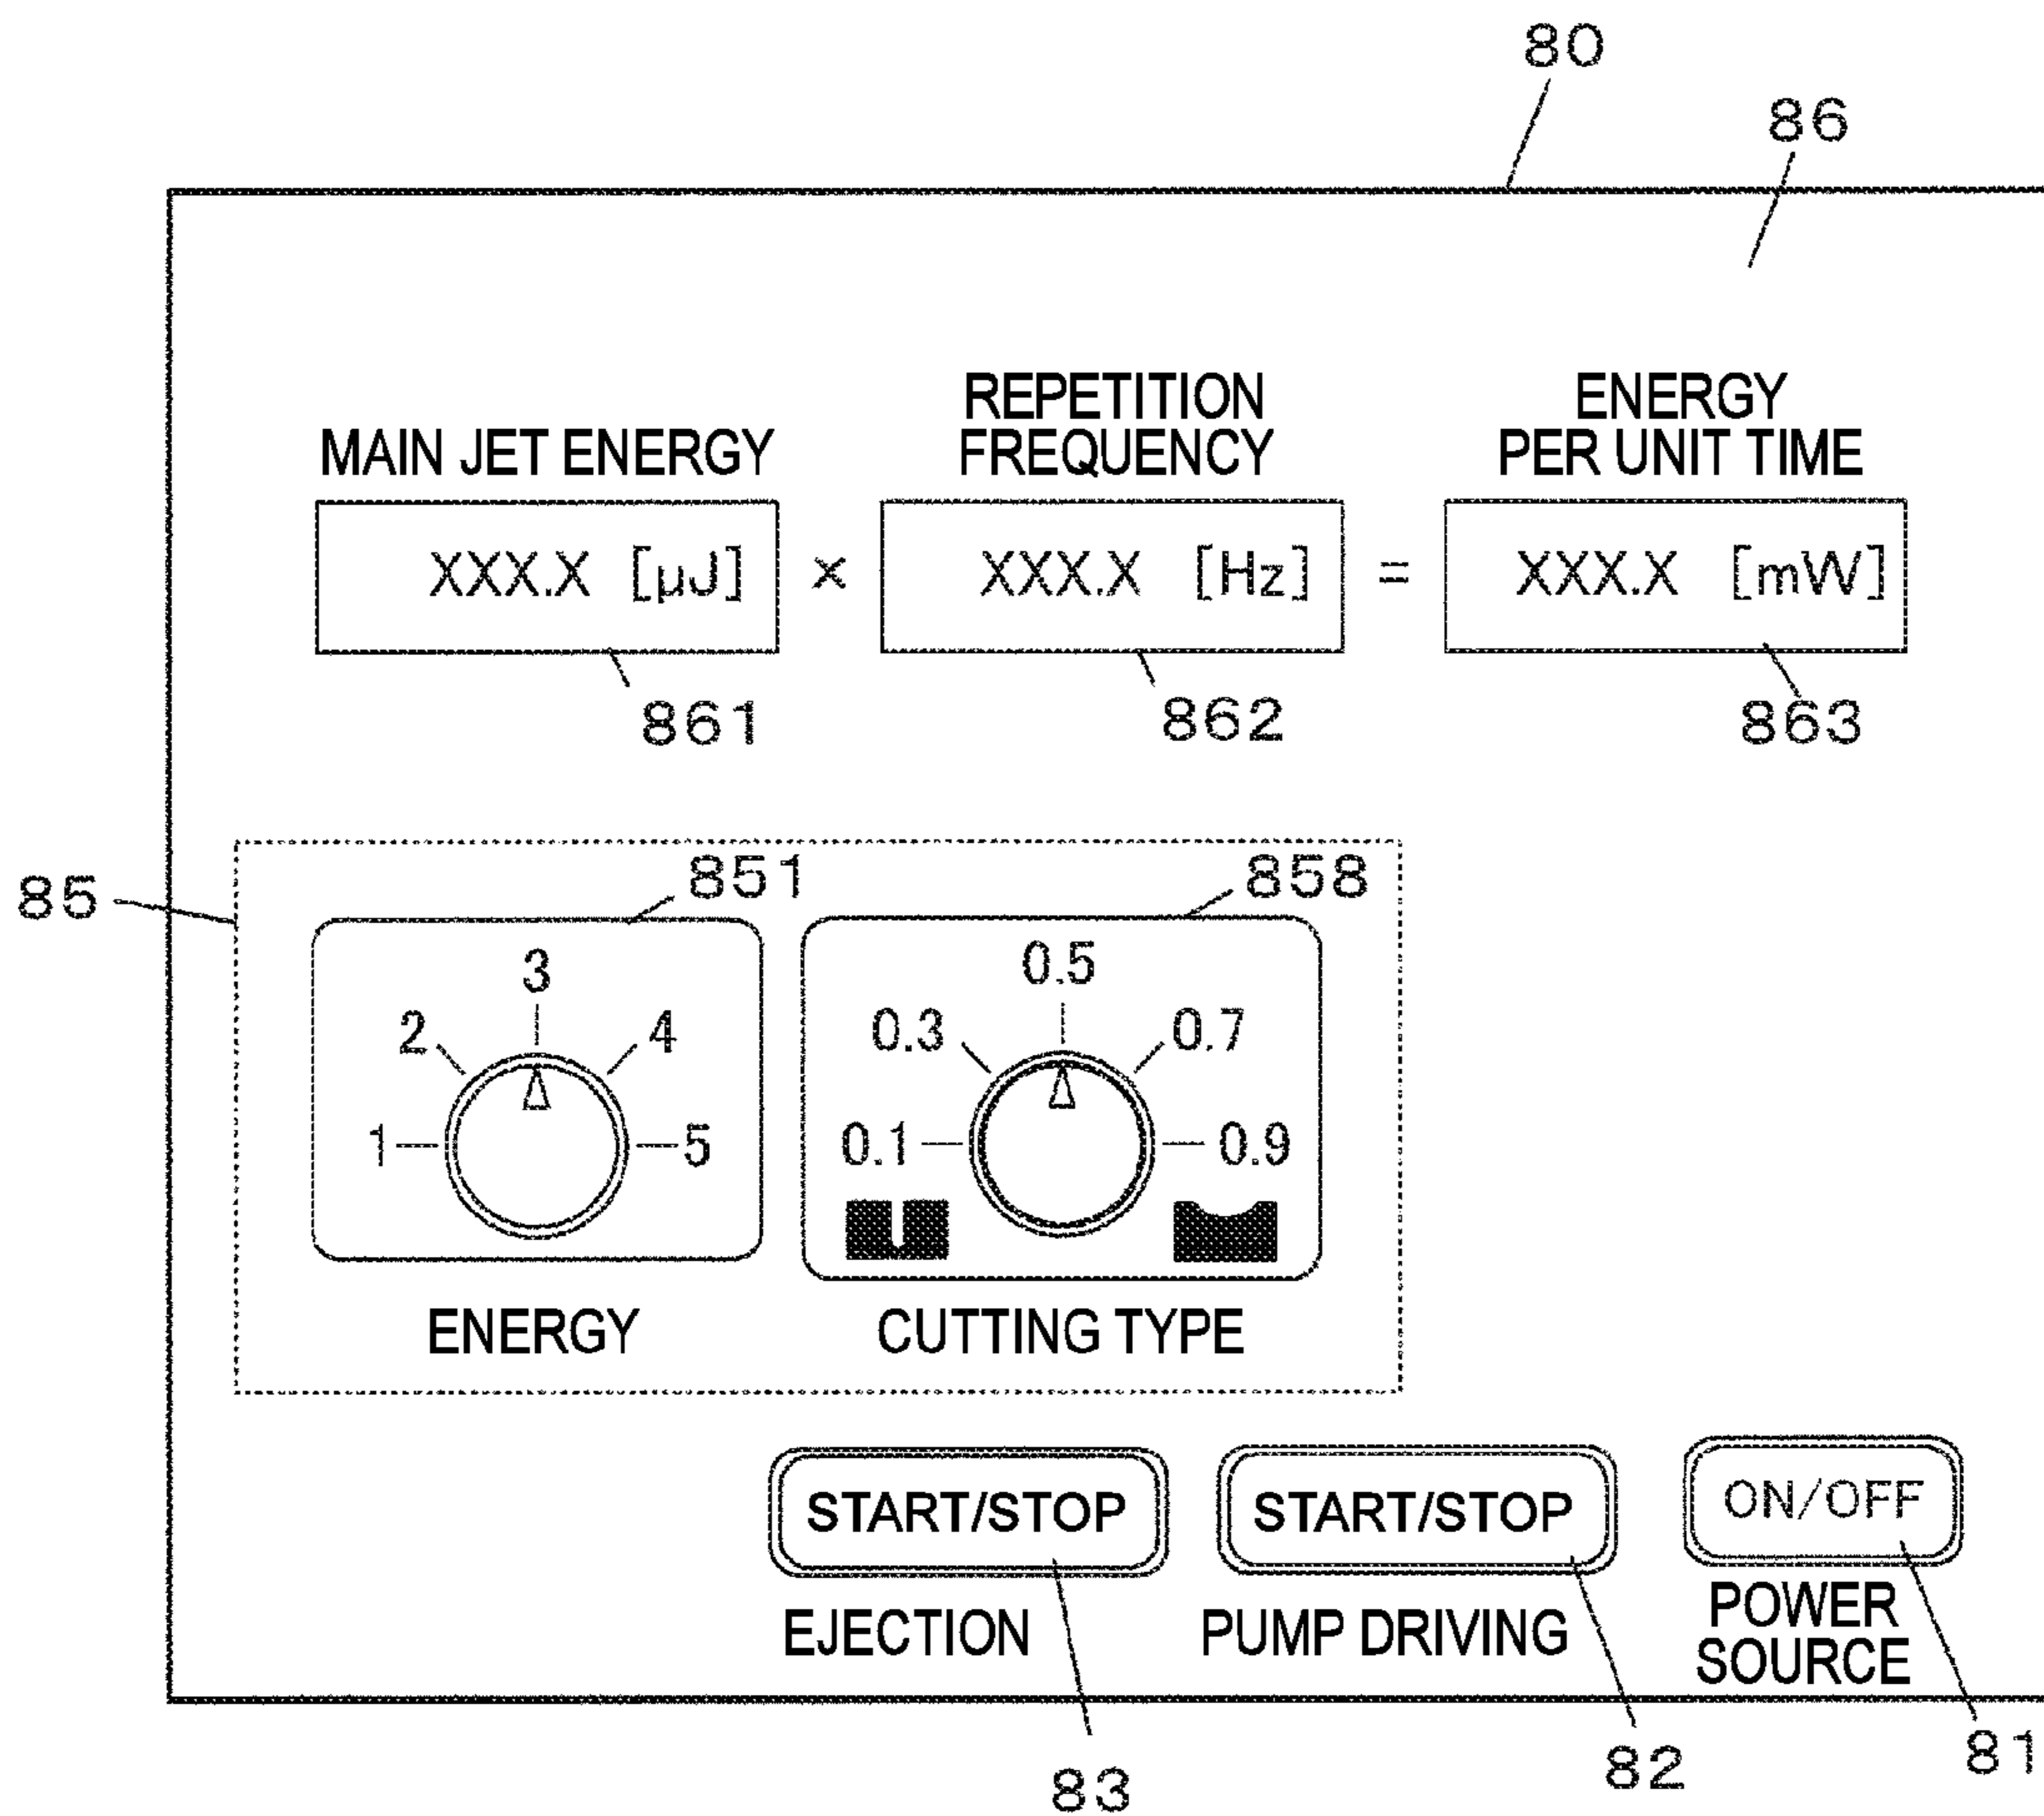 80
86
MAIN JET ENERGY
REPETITION
FREQUENCY
ENERGY
PER UNIT TIME
XXX.X [µJ] × XXX.X [Hz] = XXX.X [mW]
861
862
863
85
851
858
3
2
4
1
5
ENERGY
0.5
0.3
0.7
0.1
0.9
CUTTING TYPE
START/STOP
START/STOP
ON/OFF
EJECTION
PUMP DRIVING
POWER
SOURCE
83
82
81